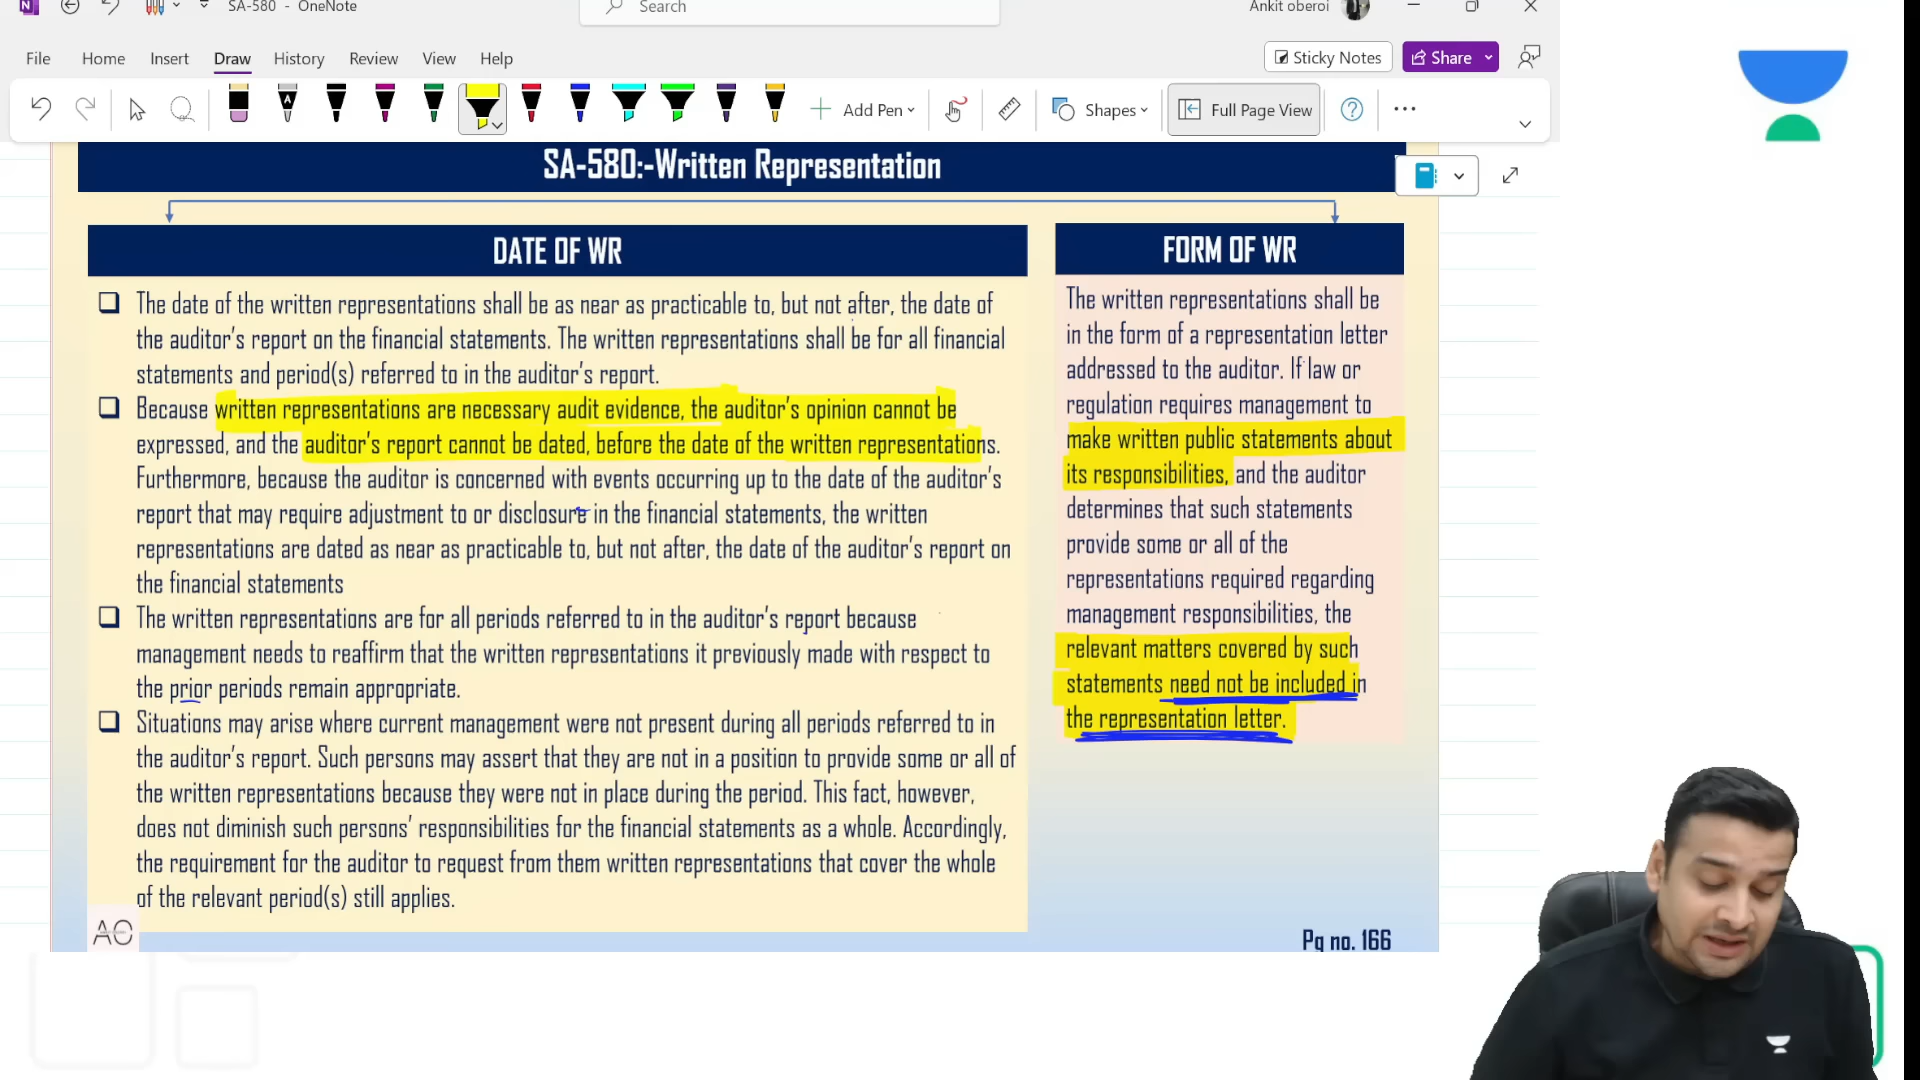 SA-580 - OneNote
Search
Ankit oberoi
File Home Insert Draw History Review View Help
Sticky Notes
Share
Add Pen
Shapes
Full Page View
SA-580:-Written Representation
DATE OF WR
The date of the written representations shall be as near as practicable to, but not after, the date of
the auditor's report on the financial statements. The written representations shall be for all financial
statements and period(s) referred to in the auditor's report.
Because written representations are necessary audit evidence, the auditor's opinion cannot be
expressed, and the auditor's report cannot be dated, before the date of the written representations.
Furthermore, because the auditor is concerned with events occurring up to the date of the auditor's
report that may require adjustment to or disclosure in the financial statements, the written
representations are dated as near as practicable to, but not after, the date of the auditor's report on
the financial statements
The written representations are for all periods referred to in the auditor's report because
management needs to reaffirm that the written representations it previously made with respect to
the prior periods remain appropriate.
Situations may arise where current management were not present during all periods referred to in
the auditor's report. Such persons may assert that they are not in a position to provide some or all of
the written representations because they were not in place during the period. This fact, however,
does not diminish such persons' responsibilities for the financial statements as a whole. Accordingly,
the requirement for the auditor to request from them written representations that cover the whole
of the relevant period(s) still applies.
FORM OF WR
The written representations shall be
in the form of a representation letter
addressed to the auditor. If law or
regulation requires management to
make written public statements about
its responsibilities, and the auditor
determines that such statements
provide some or all of the
representations required regarding
management responsibilities, the
relevant matters covered by such
statements need not be included in
the representation letter.
AO
Pg no. 166